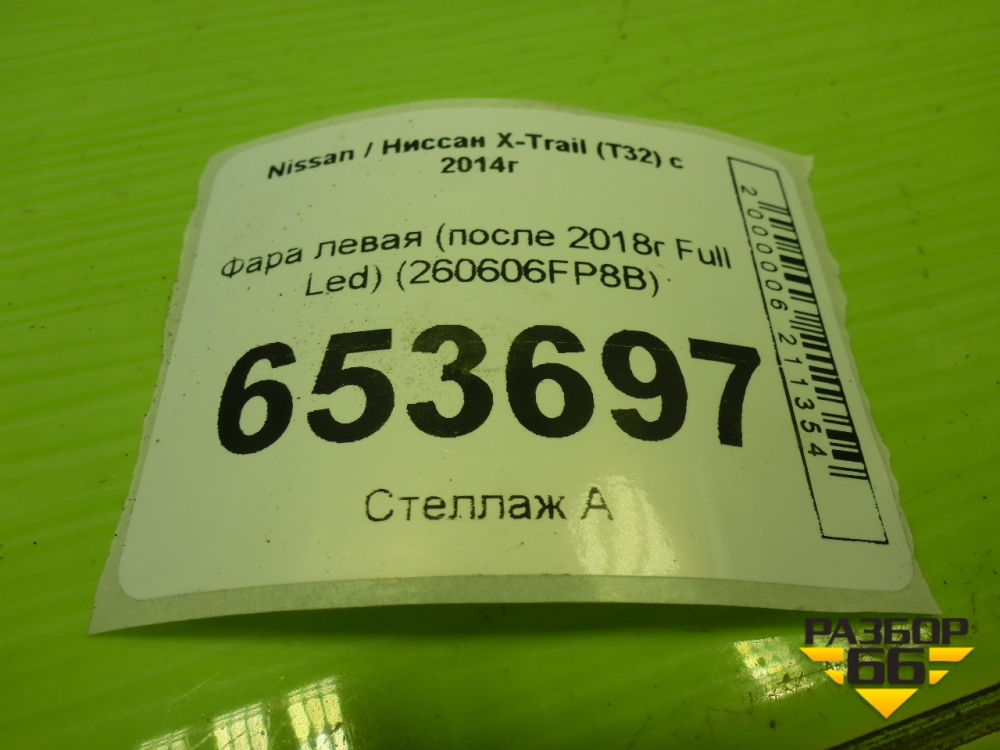 Nissan / Ниссан X-Trail (T32) с
2014г
Фара левая (после 2018г Full
Led) (260606FP8B)
653697
Стеллаж А
2000006211354
РАЗБОР
66